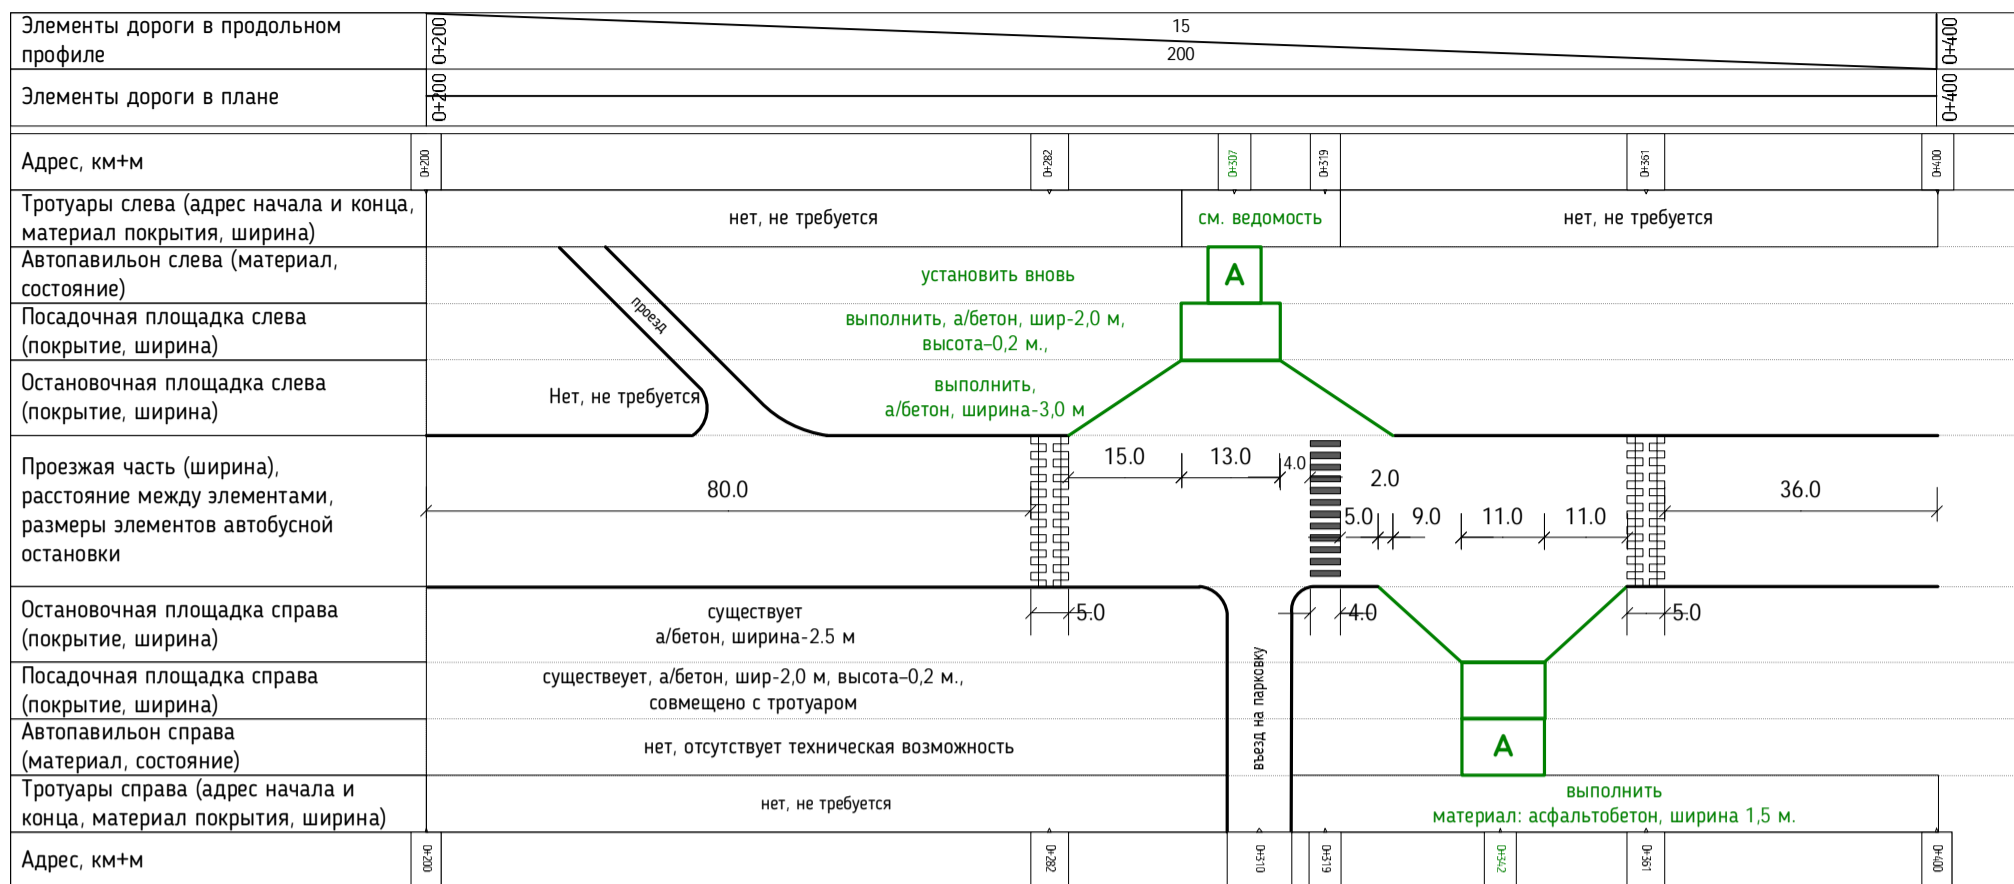 Элементы дороги в продольном
профиле
0+200
15
200
0+400
Элементы дороги в плане
0+200
0+400
Адрес, км+м
0+200
0+282
0+307
0+319
0+361
0+400
Тротуары слева (адрес начала и конца,
материал покрытия, ширина)
нет, не требуется
см. ведомость
нет, не требуется
Автопавильон слева (материал,
состояние)
проезд
установить вновь
А
Посадочная площадка слева
(покрытие, ширина)
выполнить, а/бетон, шир-2,0 м,
высота-0,2 м.,
Остановочная площадка слева
(покрытие, ширина)
Нет, не требуется
выполнить,
а/бетон, ширина-3,0 м
Проезжая часть (ширина),
расстояние между элементами,
размеры элементов автобусной
остановки
80.0
15.0
13.0
4.0
2.0
5.0
9.0
11.0
11.0
36.0
Остановочная площадка справа
(покрытие, ширина)
существует
а/бетон, ширина-2.5 м
5.0
4.0
5.0
Посадочная площадка справа
(покрытие, ширина)
существеует, а/бетон, шир-2,0 м, высота-0,2 м.,
совмещено с тротуаром
въезд на парковку
Автопавильон справа
(материал, состояние)
нет, отсутствует техническая возможность
А
Тротуары справа (адрес начала и
конца, материал покрытия, ширина)
нет, не требуется
выполнить
материал: асфальтобетон, ширина 1,5 м.
Адрес, км+м
0+200
0+282
0+310
0+319
0+342
0+361
0+400